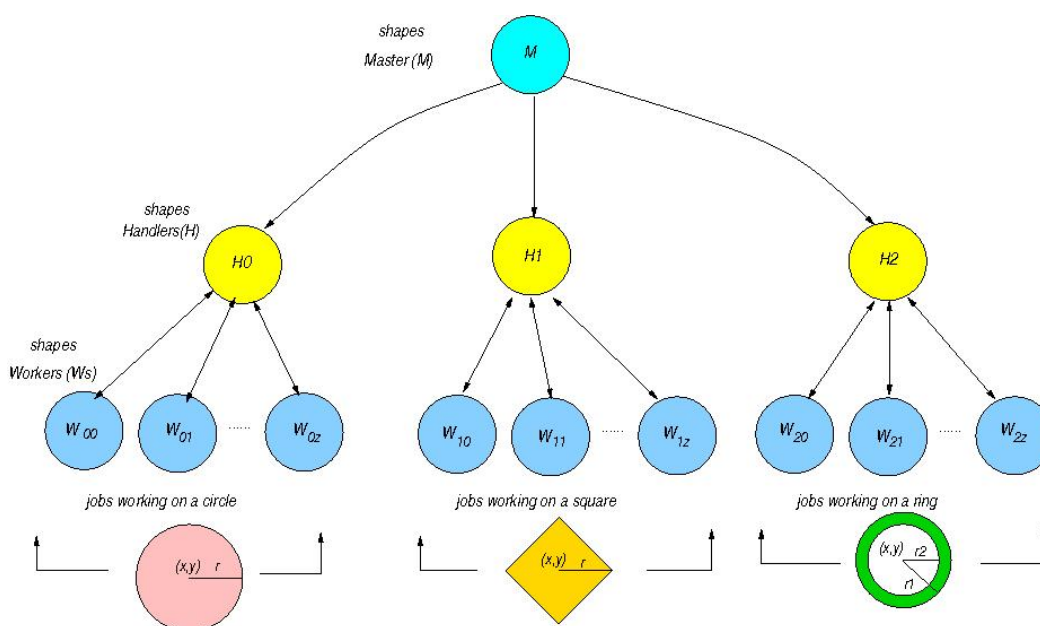 shapes
Master (M)
M
shapes
Handlers(H)
H0
H1
H2
shapes
Workers (Ws)
W00
W01
.....
W0z
W10
W11
.....
W1z
W20
W21
.....
W2z
jobs working on a circle
jobs working on a square
jobs working on a ring
(x,y) r
(x,y) r
(x,y) r2
r1